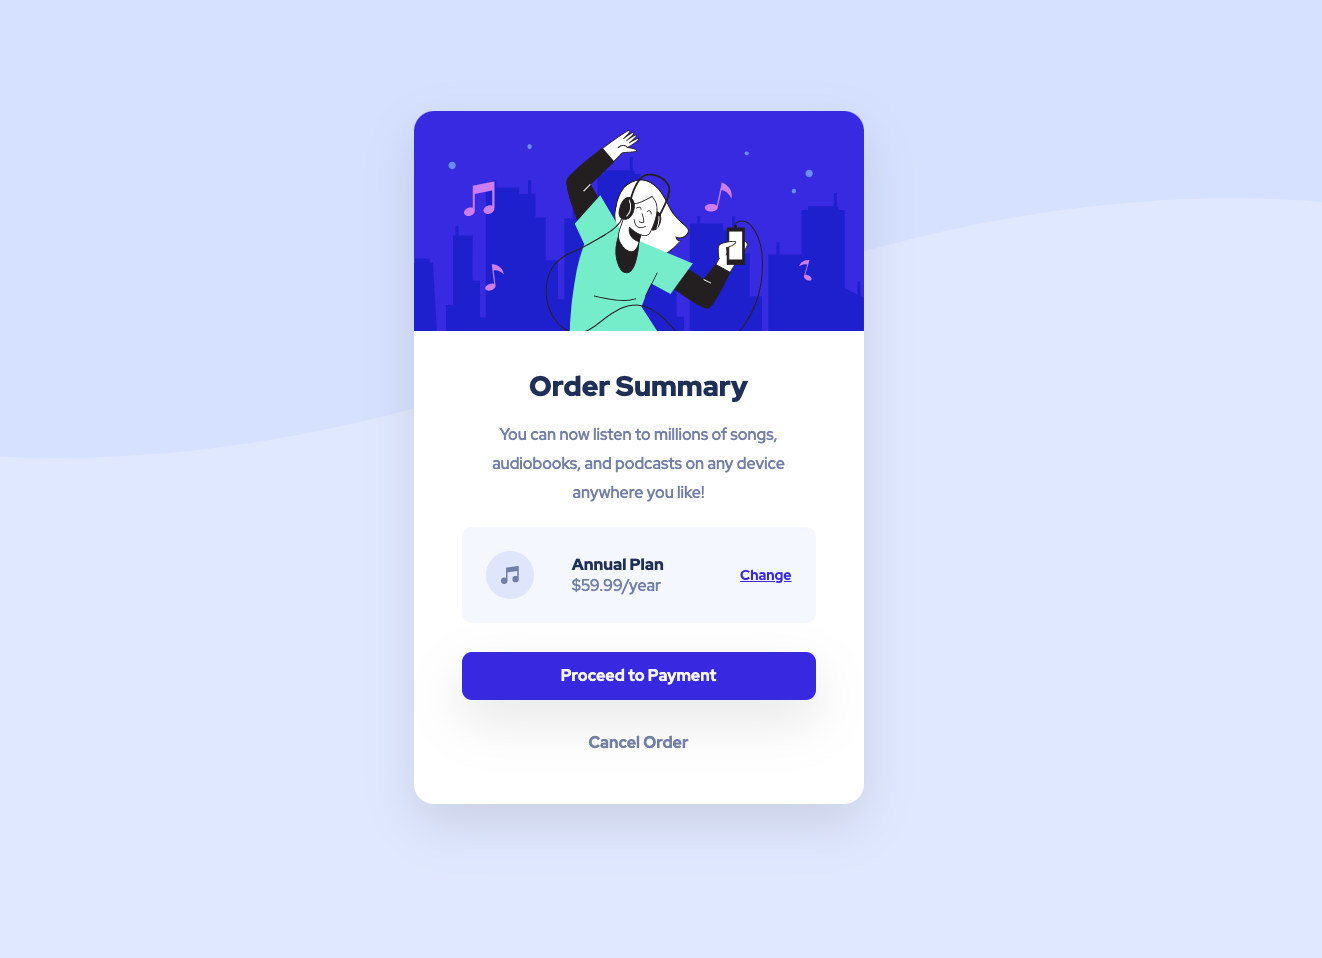 Order Summary
You can now listen to millions of songs,
audiobooks, and podcasts on any device
anywhere you like!
Annual Plan
$59.99/year
Change
Proceed to Payment
Cancel Order